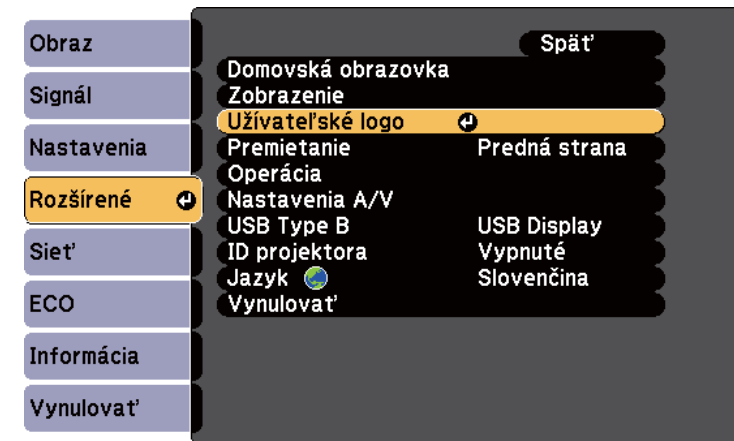 Obraz
Signál
Nastavenia
Rozšírené
Sieť
ECO
Informácia
Vynulovať
Späť
Domovská obrazovka
Zobrazenie
Užívateľské logo
Premietanie Predná strana
Operácia
Nastavenia A/V
USB Type B USB Display
ID projektora Vypnuté
Jazyk Slovenčina
Vynulovať